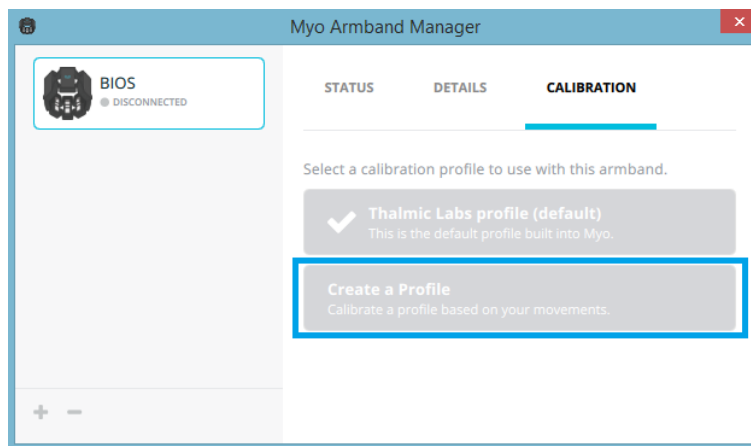 Myo Armband Manager
BIOS
DISCONNECTED
STATUS DETAILS CALIBRATION
Select a calibration profile to use with this armband.
Thalmic Labs profile (default)
This is the default profile built into Myo.
Create a Profile
Calibrate a profile based on your movements.